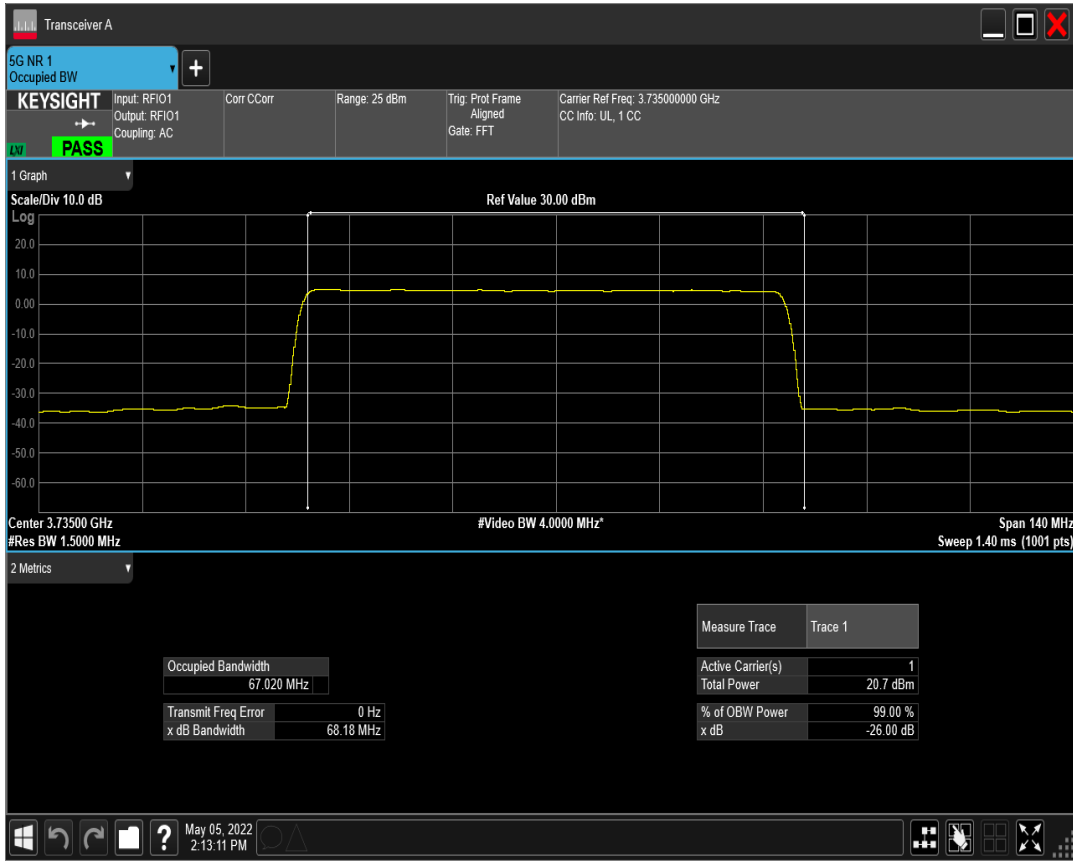 Transceiver A
5G NR 1
Occupied BW
+
KEYSIGHT
LXI
PASS
Input: RFIO1
Output: RFIO1
Coupling: AC
Corr CCorr
Range: 25 dBm
Trig: Prot Frame
Aligned
Gate: FFT
Carrier Ref Freq: 3.735000000 GHz
CC Info: UL, 1 CC
1 Graph
Scale/Div 10.0 dB
Ref Value 30.00 dBm
Log
20.0
10.0
0.00
-10.0
-20.0
-30.0
-40.0
-50.0
-60.0
Center 3.73500 GHz
#Video BW 4.0000 MHz*
Span 140 MHz
#Res BW 1.5000 MHz
Sweep 1.40 ms (1001 pts)
2 Metrics
Measure Trace Trace 1
Occupied Bandwidth
67.020 MHz
Transmit Freq Error 0 Hz
x dB Bandwidth 68.18 MHz
Active Carrier(s) 1
Total Power 20.7 dBm
% of OBW Power 99.00 %
x dB -26.00 dB
?
May 05, 2022
2:13:11 PM